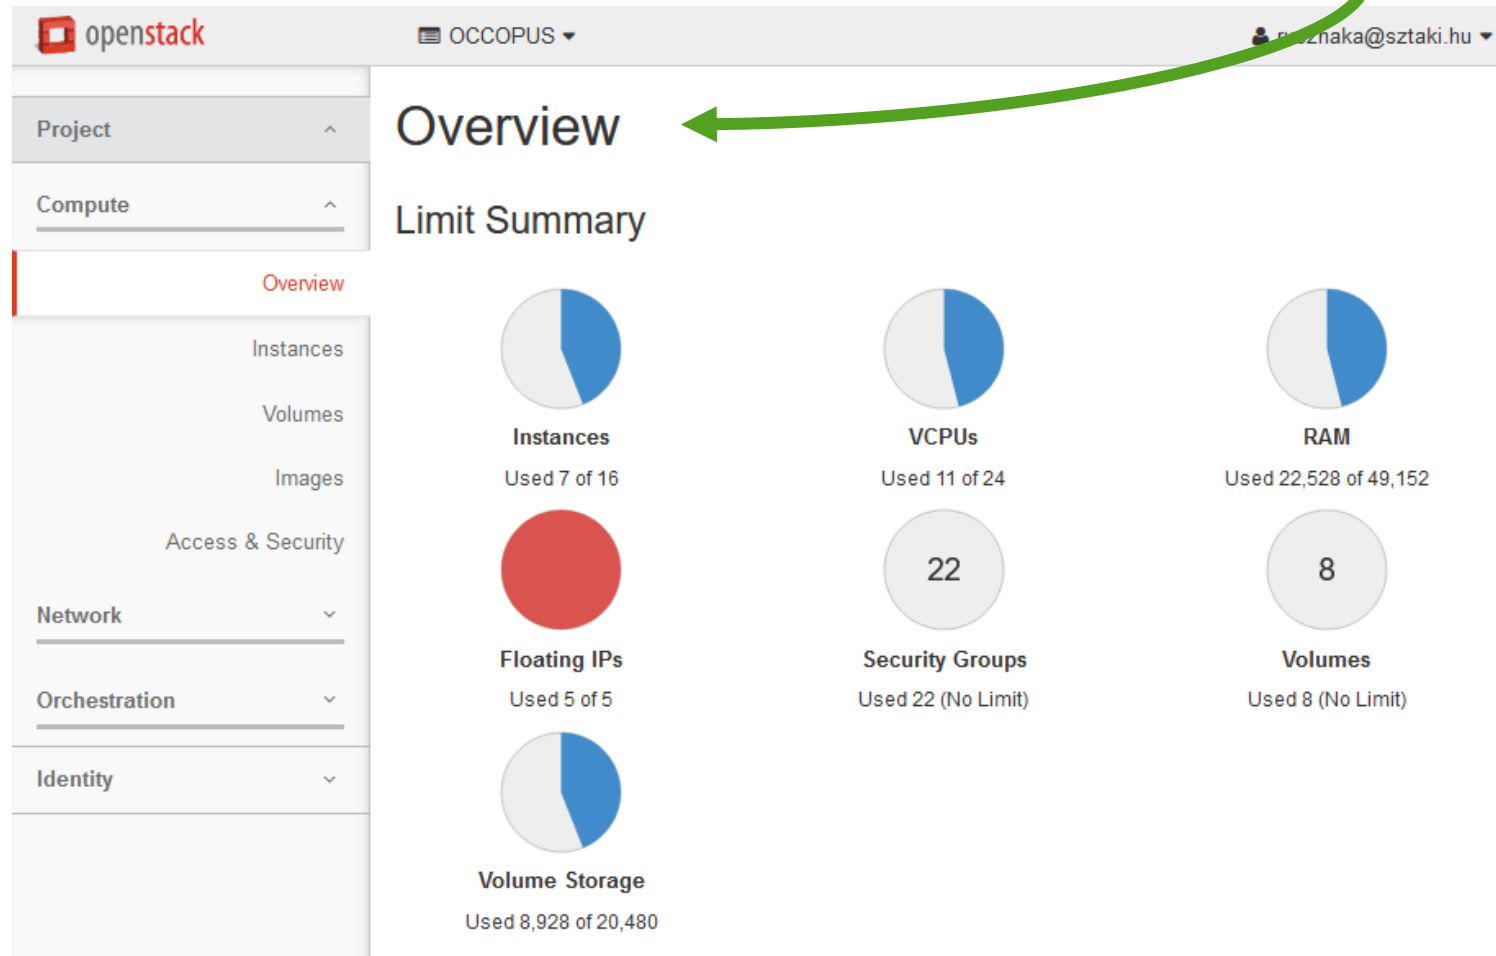 openstack
OCCOPUS
@sztaki.hu
Project
Compute
Overview
Instances
Volumes
Images
Access & Security
Network
Orchestration
Identity
Overview
Limit Summary
Instances
Used 7 of 16
VCPUs
Used 11 of 24
RAM
Used 22,528 of 49,152
Floating IPs
Used 5 of 5
22
Security Groups
Used 22 (No Limit)
8
Volumes
Used 8 (No Limit)
Volume Storage
Used 8,928 of 20,480